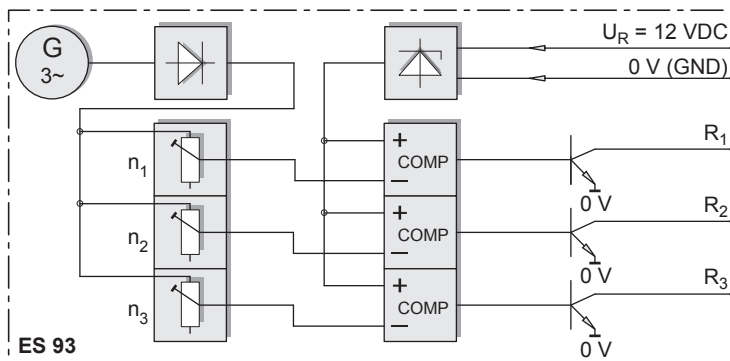 G
3~
U_R = 12 VDC
0 V (GND)
n_1
n_2
n_3
+
COMP
−
+
COMP
−
+
COMP
−
R_1
0 V
R_2
0 V
R_3
0 V
ES 93